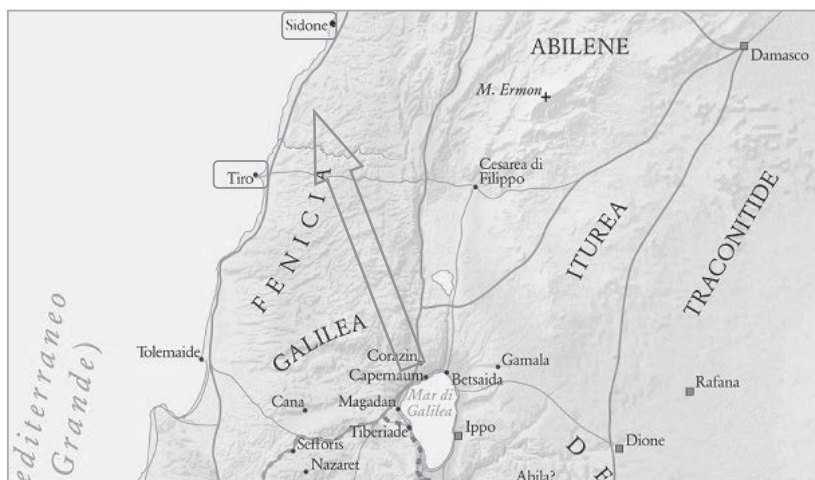 Sidone
ABILENE
Damasco
M. Ermon
Cesarea di
Filippo
Tiro
FENICIA
ITUREA
TRACONITIDE
GALILEA
Tolemaide
Corazin
Capernaum
Betsaida
Gamala
Rafana
Cana
Magadan
Mar di
Galilea
Tiberiade
Ippo
Dione
Sefforis
Nazaret
Abila?
DE
editerraneo
Grande)